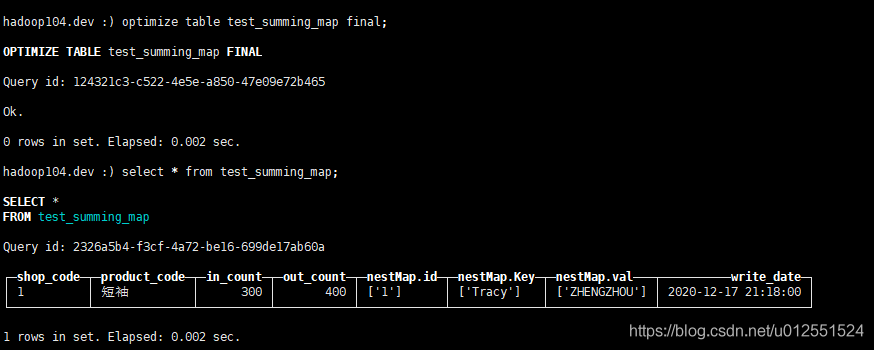 hadoop104.dev :) optimize table test_summing_map final;
OPTIMIZE TABLE test_summing_map FINAL
Query id: 124321c3-c522-4e5e-a850-47e09e72b465
Ok.
0 rows in set. Elapsed: 0.002 sec.
hadoop104.dev :) select * from test_summing_map;
SELECT *
FROM test_summing_map
Query id: 2326a5b4-f3cf-4a72-be16-699de17ab60a
shop_code product_code in_count out_count nestMap.id nestMap.Key nestMap.val write_date
1 短袖 300 400 ['1'] ['Tracy'] ['ZHENGZHOU'] 2020-12-17 21:18:00
1 rows in set. Elapsed: 0.002 sec.
https://blog.csdn.net/u012551524